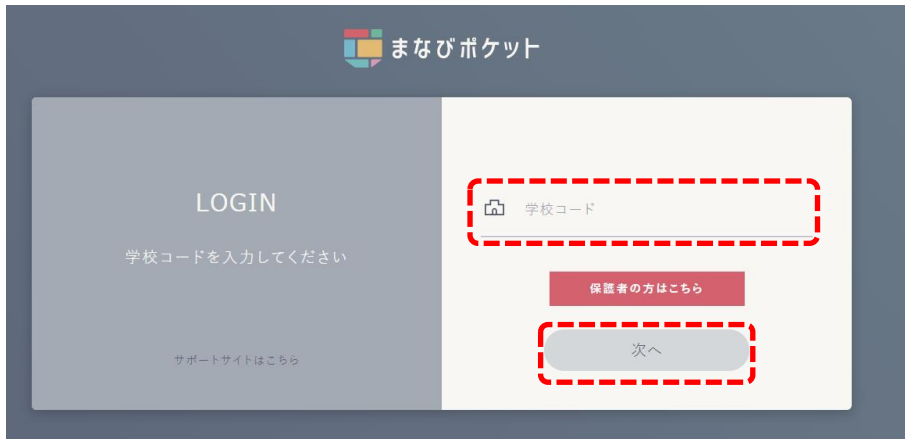 まなびポケット
LOGIN
学校コードを入力してください
サポートサイトはこちら
学校コード
保護者の方はこちら
次へ